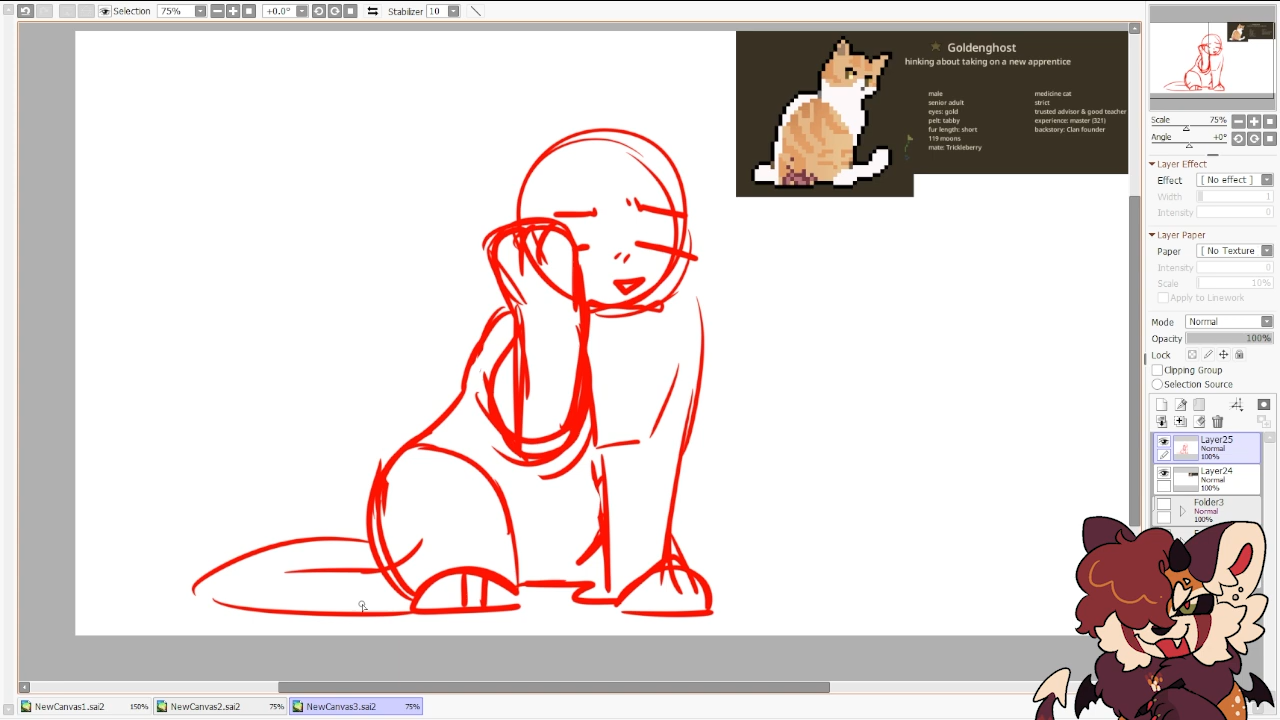 Selection 75% +0.0° Stabilizer 10
Goldenghost
hinking about taking on a new apprentice
male
senior adult
eyes: gold
pelt: tabby
fur length: short
119 moons
mate: Trickleberry
medicine cat
strict
trusted advisor & good teacher
experience: master (321)
backstory: Clan founder
Scale 75%
Angle +0°
Layer Effect
Effect [ No effect ]
Width 1
Intensity 0
Layer Paper
Paper [ No Texture
Intensity 0
Scale 10%
Apply to Linework
Mode Normal
Opacity 100%
Lock
Clipping Group
Selection Source
Layer25
Normal
100%
Layer24
Normal
100%
Folder3
Normal
100%
NewCanvas1.sai2 150%
NewCanvas2.sai2 75%
NewCanvas3.sai2 75%